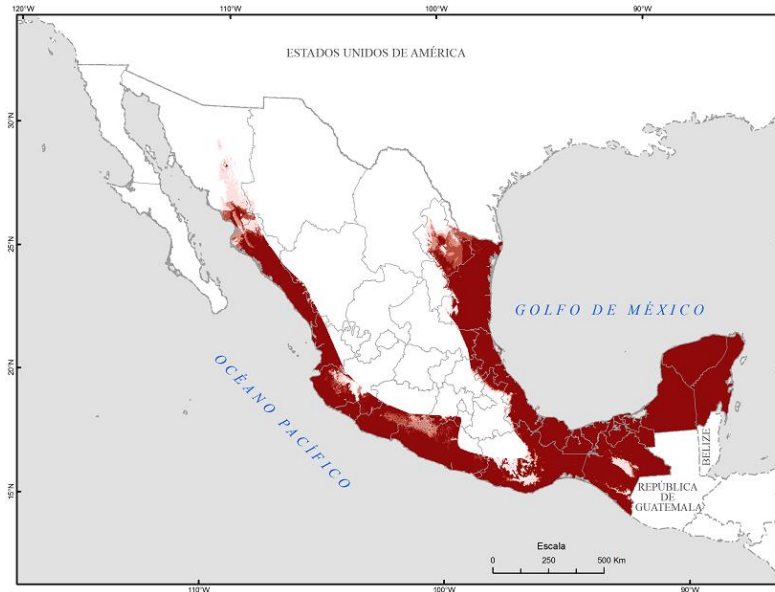 120°W
110°W
100°W
90°W
ESTADOS UNIDOS DE AMÉRICA
30°N
25°N
GOLFO DE MÉXICO
20°N
OCÉANO PACÍFICO
BELIZE
REPÚBLICA
DE
GUATEMALA
15°N
Escala
0 250 500 Km
110°W
100°W
90°W